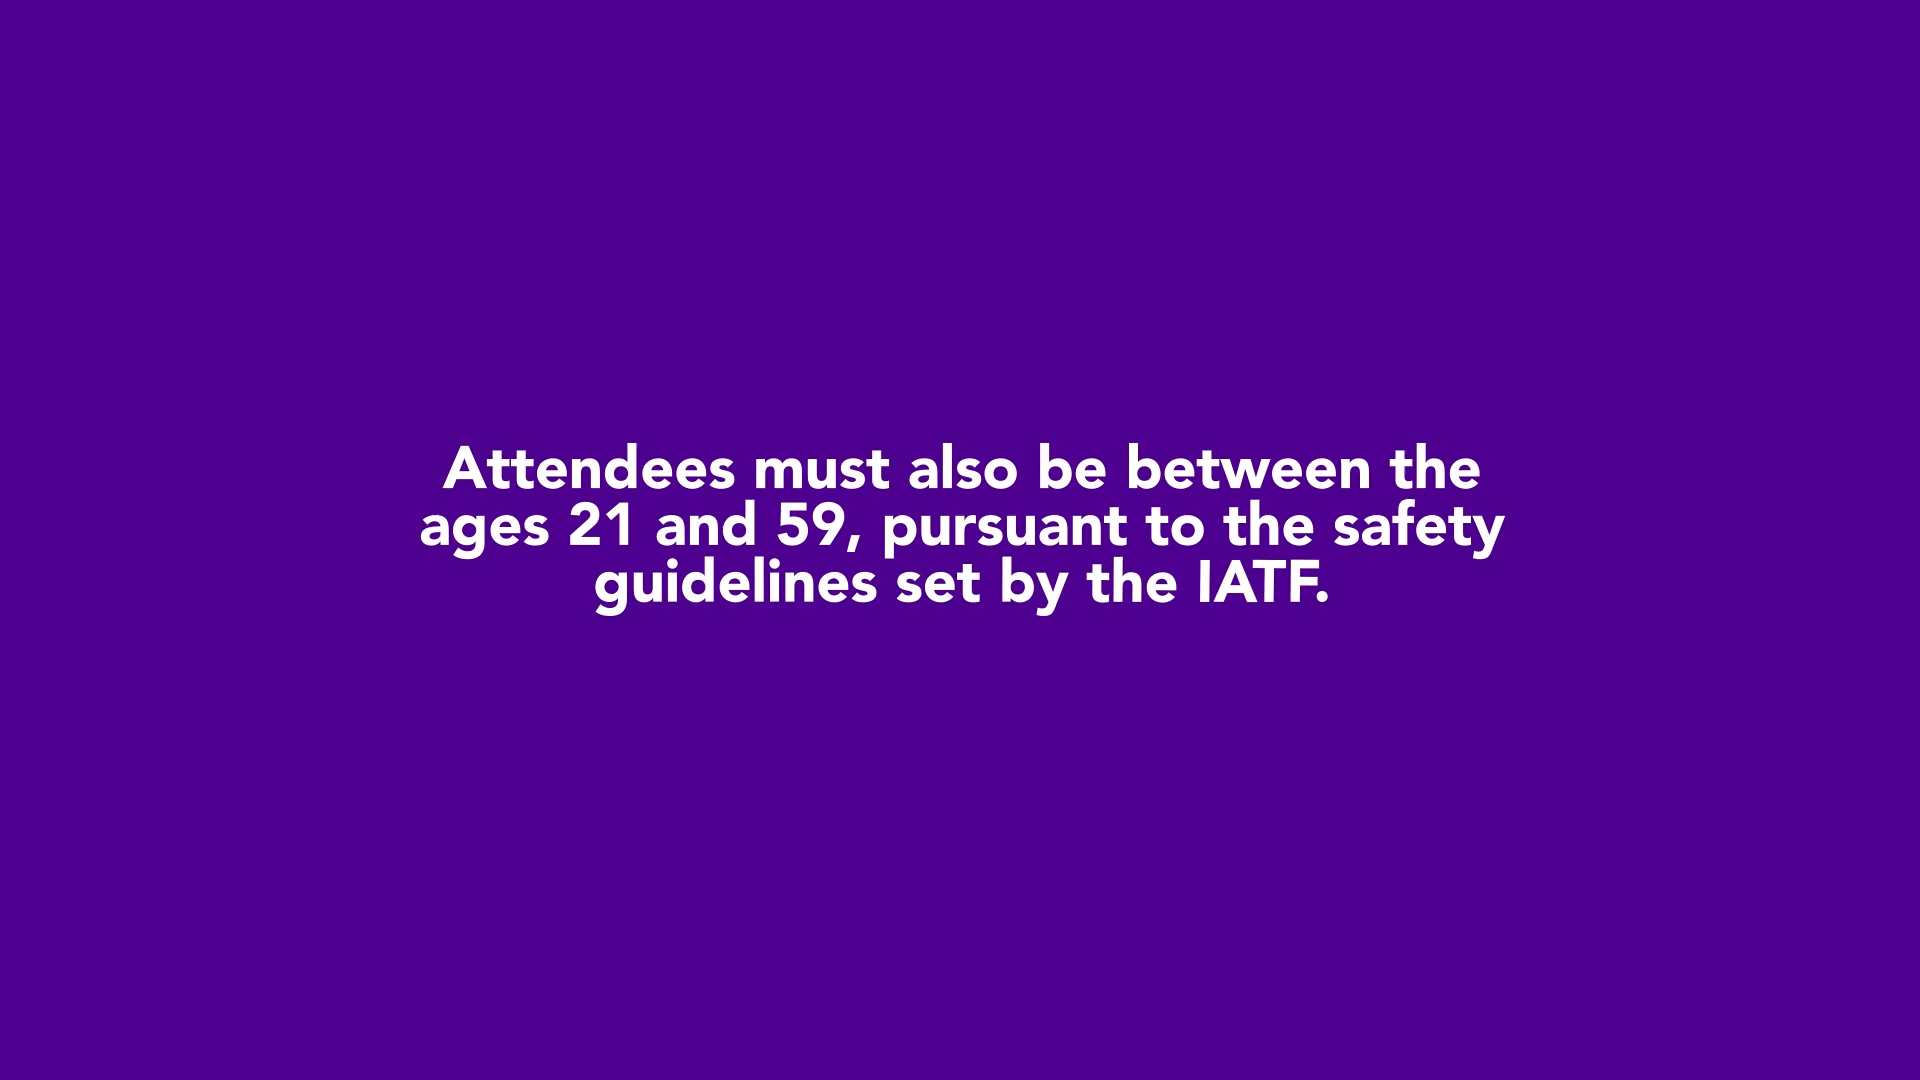 Attendees must also be between the
ages 21 and 59, pursuant to the safety
guidelines set by the IATF.